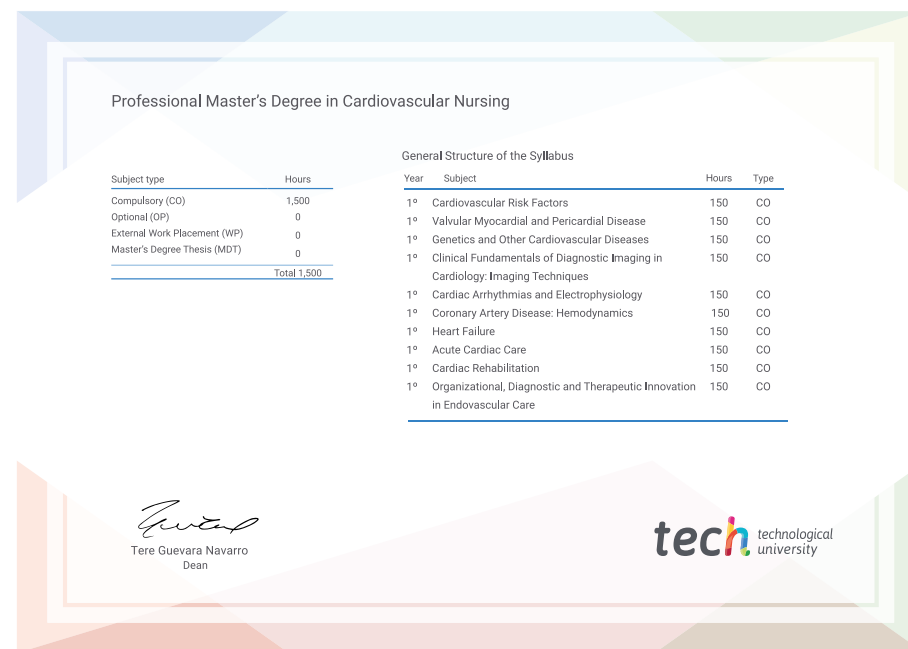 Professional Master's Degree in Cardiovascular Nursing
General Structure of the Syllabus
Subject type Hours
Compulsory (CO) 1,500
Optional (OP) 0
External Work Placement (WP) 0
Master's Degree Thesis (MDT) 0
Total 1,500
Year Subject Hours Type
1º Cardiovascular Risk Factors 150 CO
1º Valvular Myocardial and Pericardial Disease 150 CO
1º Genetics and Other Cardiovascular Diseases 150 CO
1º Clinical Fundamentals of Diagnostic Imaging in 150 CO
Cardiology: Imaging Techniques
1º Cardiac Arrhythmias and Electrophysiology 150 CO
1º Coronary Artery Disease: Hemodynamics 150 CO
1º Heart Failure 150 CO
1º Acute Cardiac Care 150 CO
1º Cardiac Rehabilitation 150 CO
1º Organizational, Diagnostic and Therapeutic Innovation 150 CO
in Endovascular Care
Tere Guevara Navarro
Dean
tech technological
university